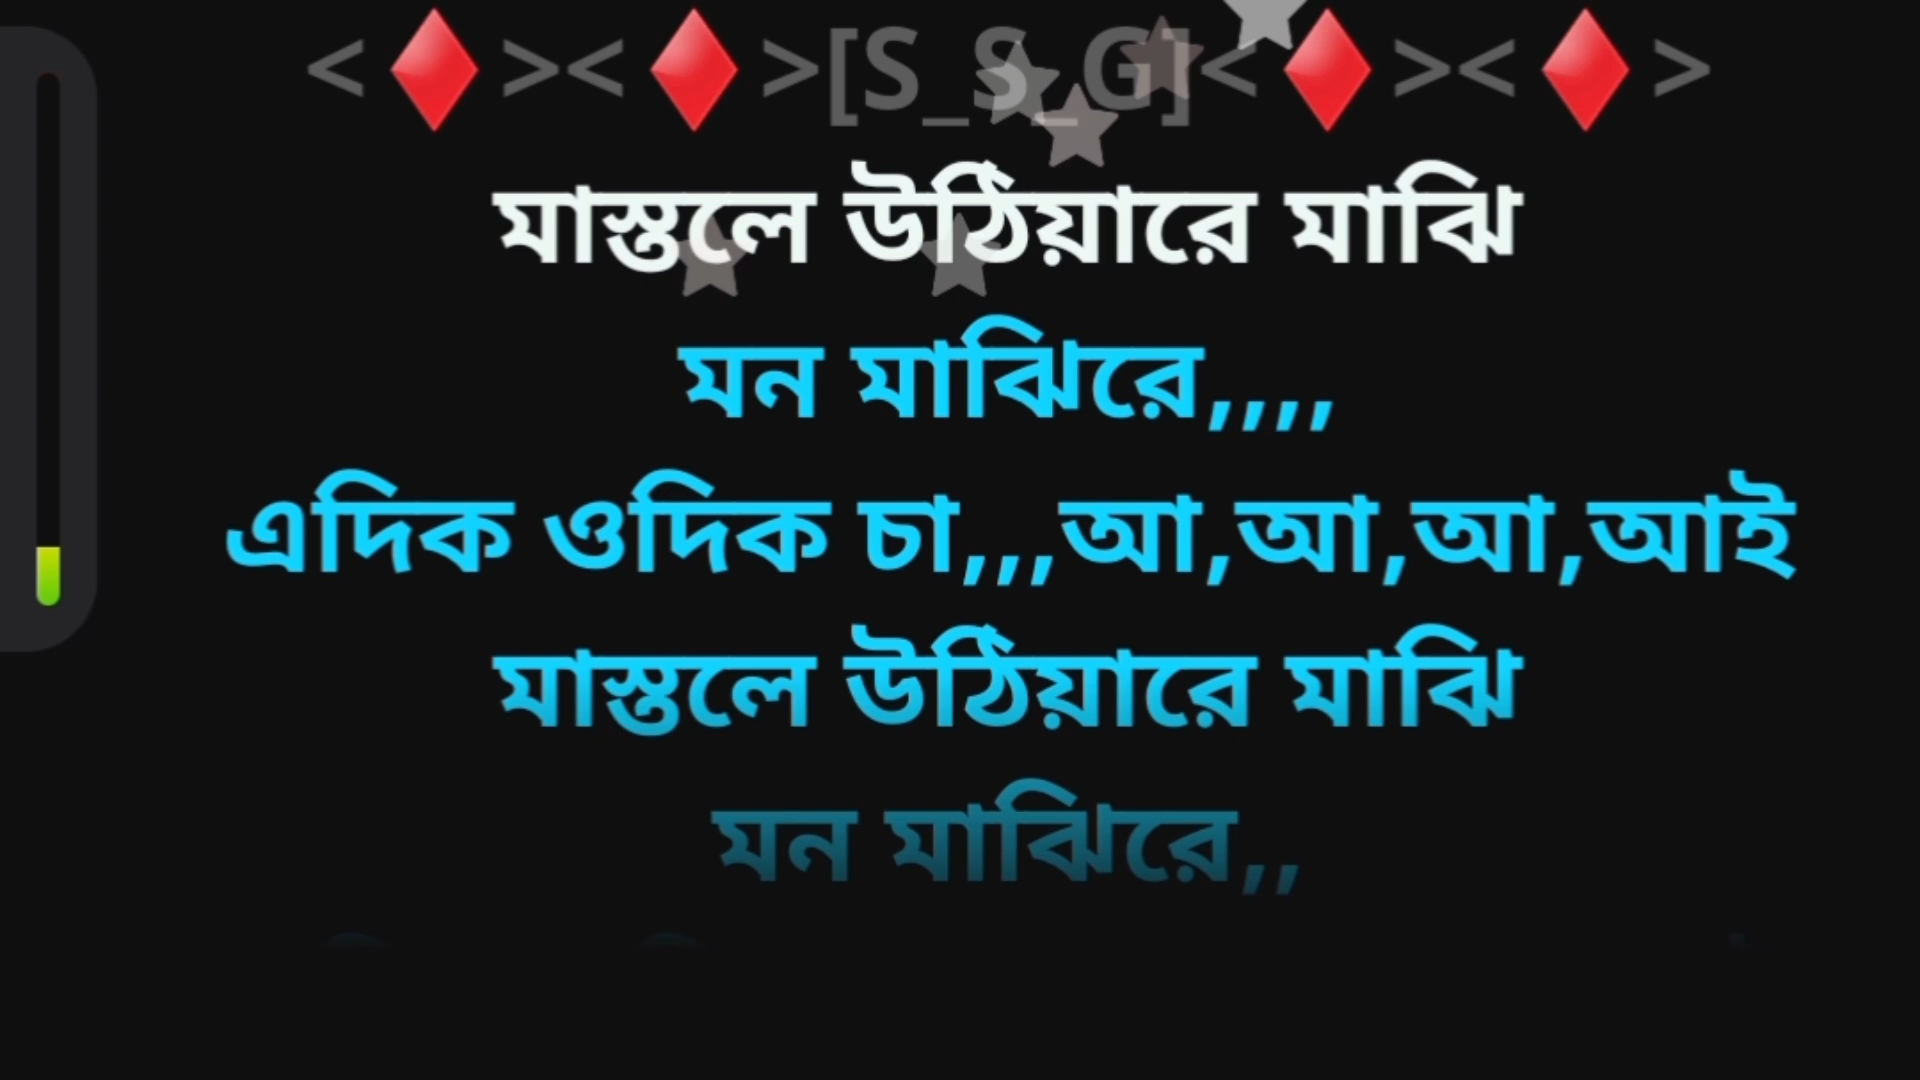 <♦><♦>[S_S_G]<♦><♦>
মাস্তলে উঠিয়ারে মাঝি
মন মাঝিরে,,,,
এদিক ওদিক চা,,,আ,আ,আ,আই
মাস্তলে উঠিয়ারে মাঝি
মন মাঝিরে,,